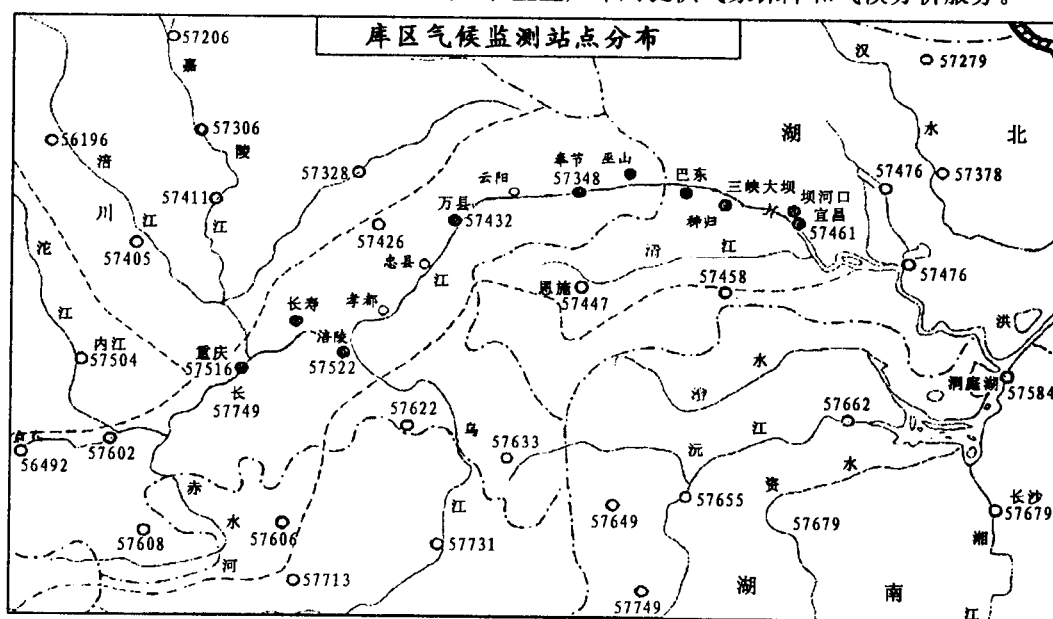 库区气候监测站点分布
57206
嘉
汉
57279
56196
57306
湖
北
涪
陵
水
57328
巫山
奉节
57348
云阳
巴东
三峡大坝
坝河口
57476
57378
川
57411
江
江
万县
57432
秭归
宜昌
57461
沱
57405
57426
江
忠县
江
57458
57476
恩施
57447
长寿
孝都
洪
江
内江
57504
重庆
57516
涪陵
57522
水
洞庭湖
57584
长
57749
57622
乌
57662
57602
57633
沅
江
56492
水
赤
资
57655
长沙
57679
水
57608
57606
57649
57679
江
57731
湘
河
57713
湖
南
57749
江